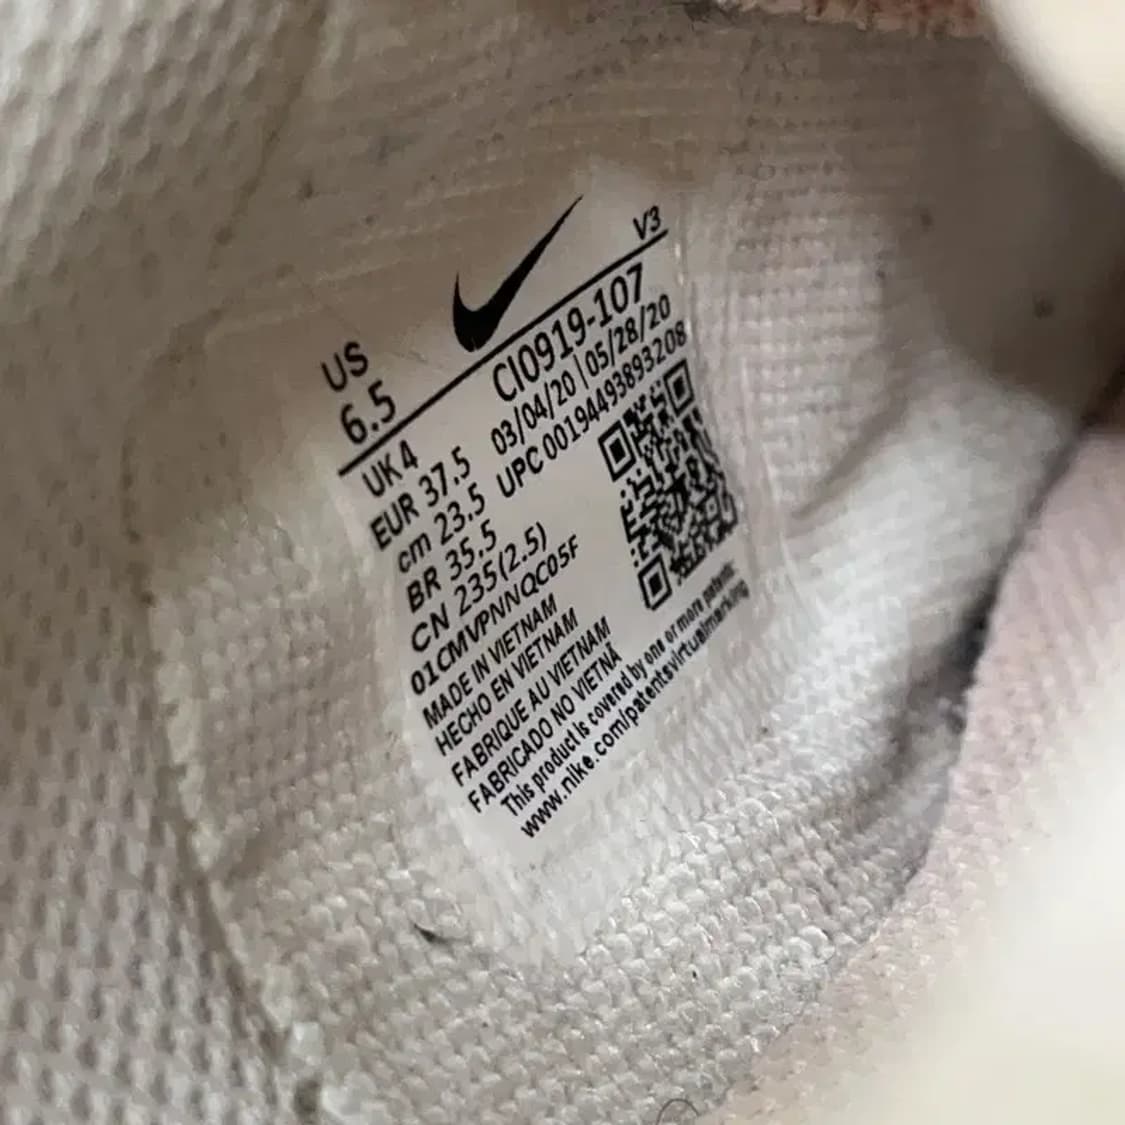 V3
US
6.5
CI0919-107
03/04/20 | 05/28/20
UPC 00194493893208
UK 4
EUR 37.5
cm 23.5
BR 35.5
CN 235(2.5)
01CMVPNNQC05F
MADE IN VIETNAM
HECHO EN VIETNAM
FABRIQUE AU VIETNAM
FABRICADO NO VIETNÃ
This product is covered by one or more patents:
www.nike.com/patentsvirtualmarking